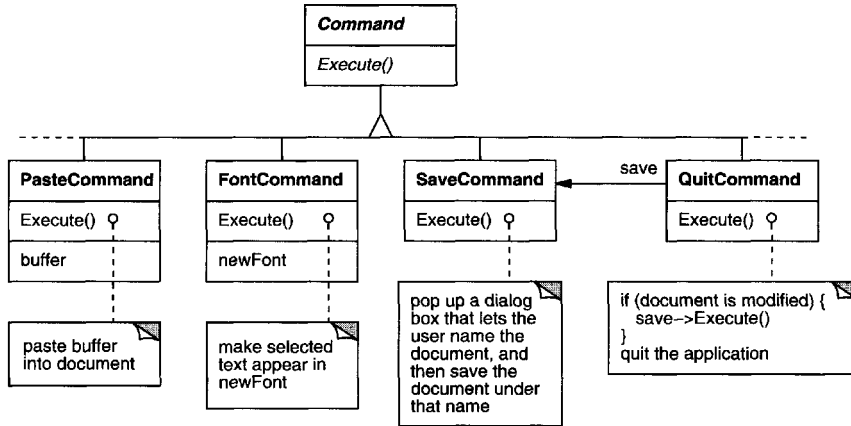 Command
Execute()
PasteCommand
Execute()
buffer
paste buffer
into document
FontCommand
Execute()
newFont
make selected
text appear in
newFont
SaveCommand
Execute()
pop up a dialog
box that lets the
user name the
document, and
then save the
document under
that name
save
QuitCommand
Execute()
if (document is modified) {
save->Execute()
}
quit the application